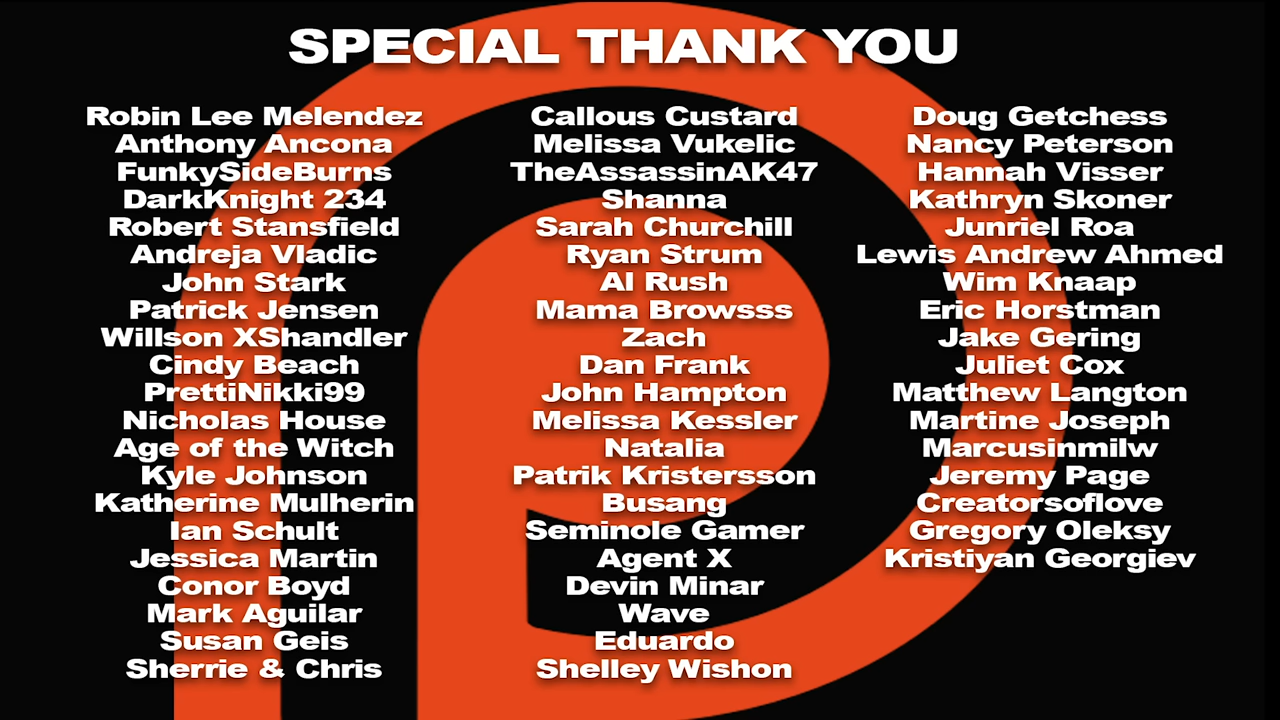 SPECIAL THANK YOU
Robin Lee Melendez
Anthony Ancona
FunkySideBurns
DarkKnight 234
Robert Stansfield
Andreja Vladic
John Stark
Patrick Jensen
Willson XShandler
Cindy Beach
PrettiNikki99
Nicholas House
Age of the Witch
Kyle Johnson
Katherine Mulherin
Ian Schult
Jessica Martin
Conor Boyd
Mark Aguilar
Susan Geis
Sherrie & Chris
Callous Custard
Melissa Vukelic
TheAssassinAK47
Shanna
Sarah Churchill
Ryan Strum
Al Rush
Mama Browsss
Zach
Dan Frank
John Hampton
Melissa Kessler
Natalia
Patrik Kristersson
Busang
Seminole Gamer
Agent X
Devin Minar
Wave
Eduardo
Shelley Wishon
Doug Getchess
Nancy Peterson
Hannah Visser
Kathryn Skoner
Junriel Roa
Lewis Andrew Ahmed
Wim Knaap
Eric Horstman
Jake Gering
Juliet Cox
Matthew Langton
Martine Joseph
Marcusinmilw
Jeremy Page
Creatorsoflove
Gregory Oleksy
Kristiyan Georgiev